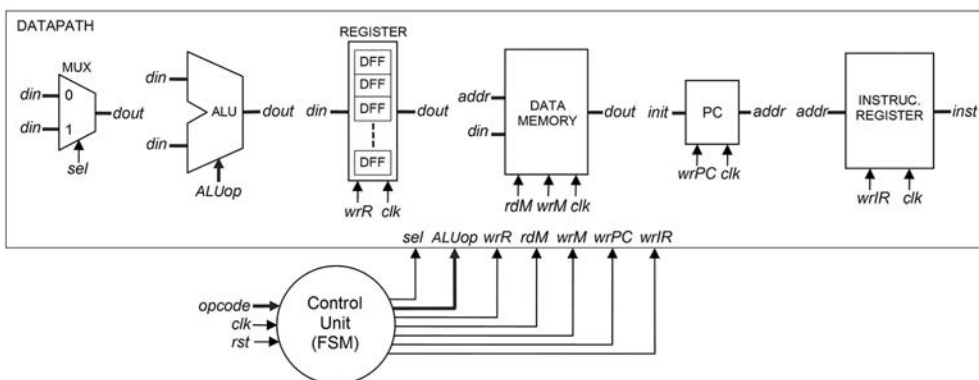 DATAPATH
MUX
din
0
din
1
dout
sel
din
din
ALU
dout
ALUop
REGISTER
DFF
DFF
DFF
DFF
din
dout
wrR clk
addr
din
DATA
MEMORY
dout
rdM wrM clk
init
PC
addr
wrPC clk
addr
INSTRUC.
REGISTER
inst
wrIR clk
sel ALUop wrR rdM wrM wrPC wrIR
opcode
clk
rst
Control
Unit
(FSM)